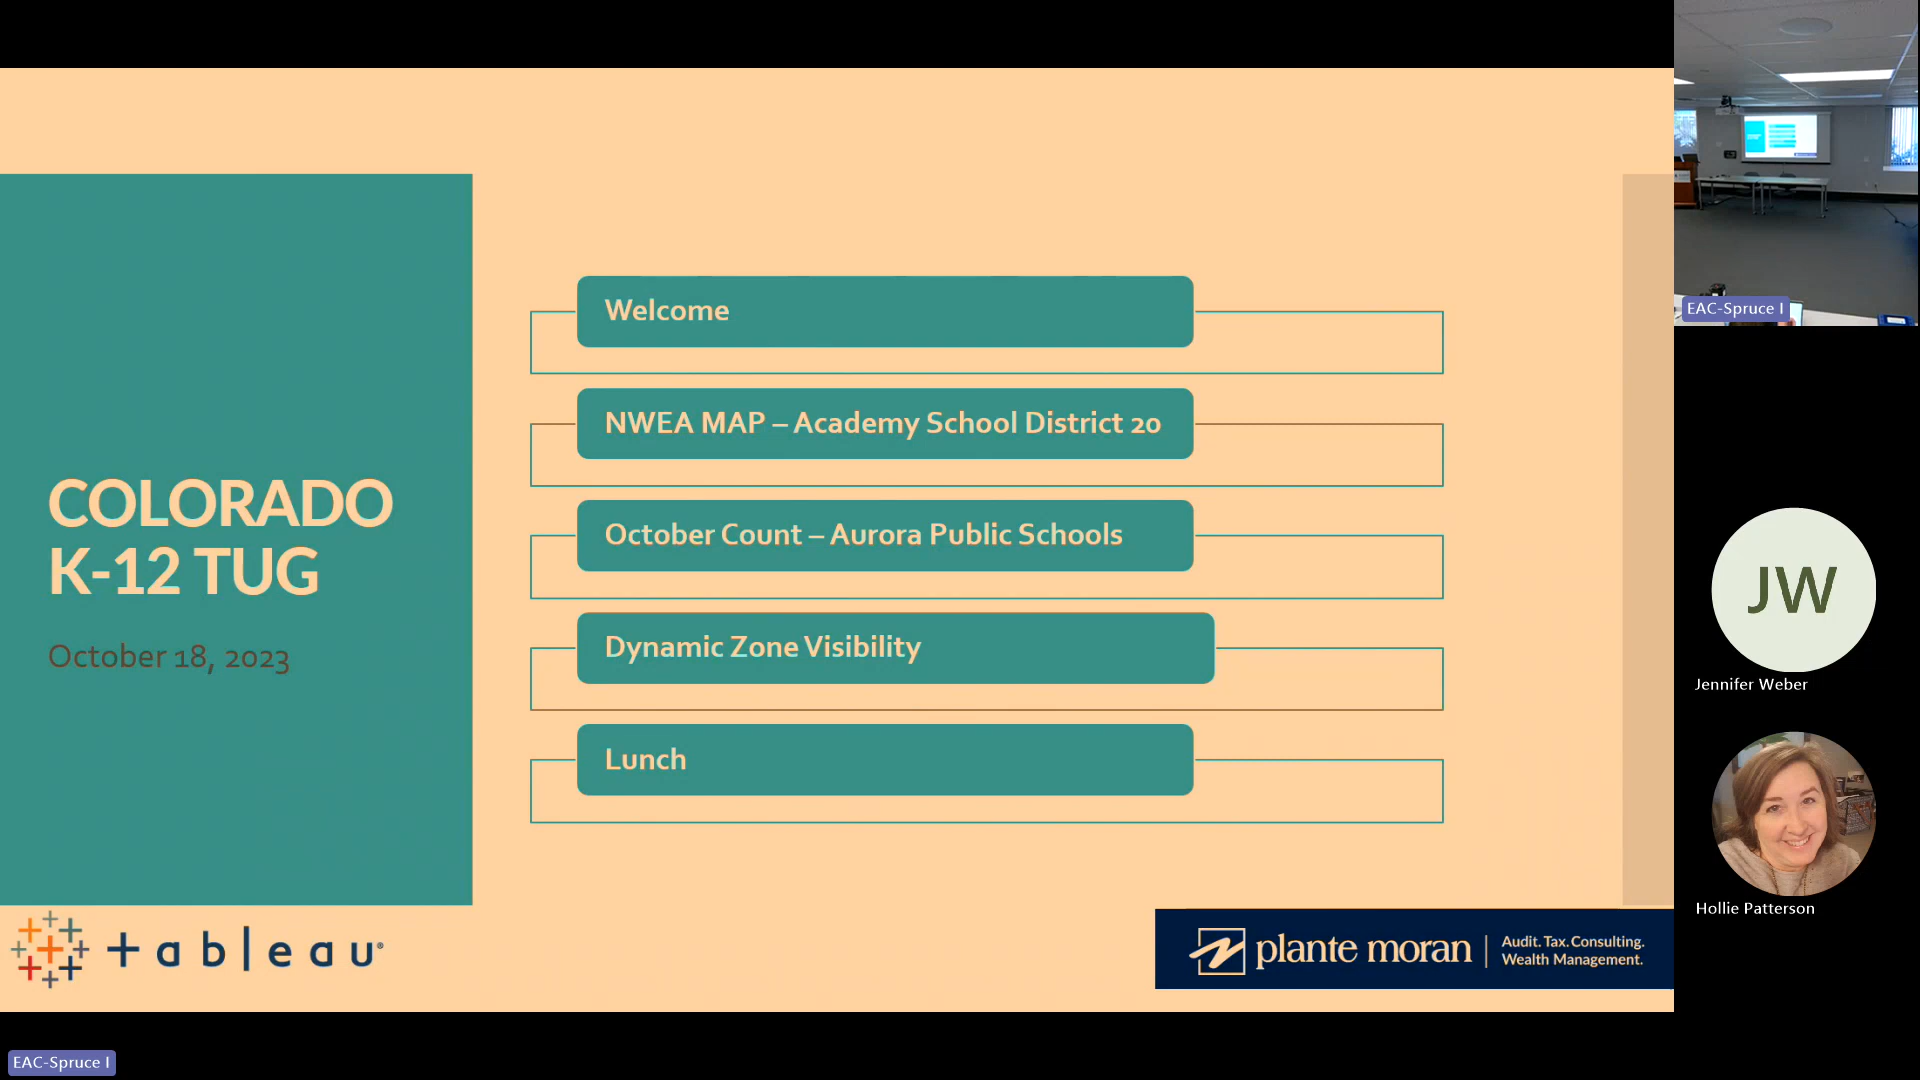 COLORADO
K-12 TUG
October 18, 2023
Welcome
NWEA MAP – Academy School District 20
October Count – Aurora Public Schools
Dynamic Zone Visibility
Lunch
+ableau®
plante moran
Audit. Tax. Consulting.
Wealth Management.
EAC-Spruce I
JW
Jennifer Weber
Hollie Patterson
EAC-Spruce I